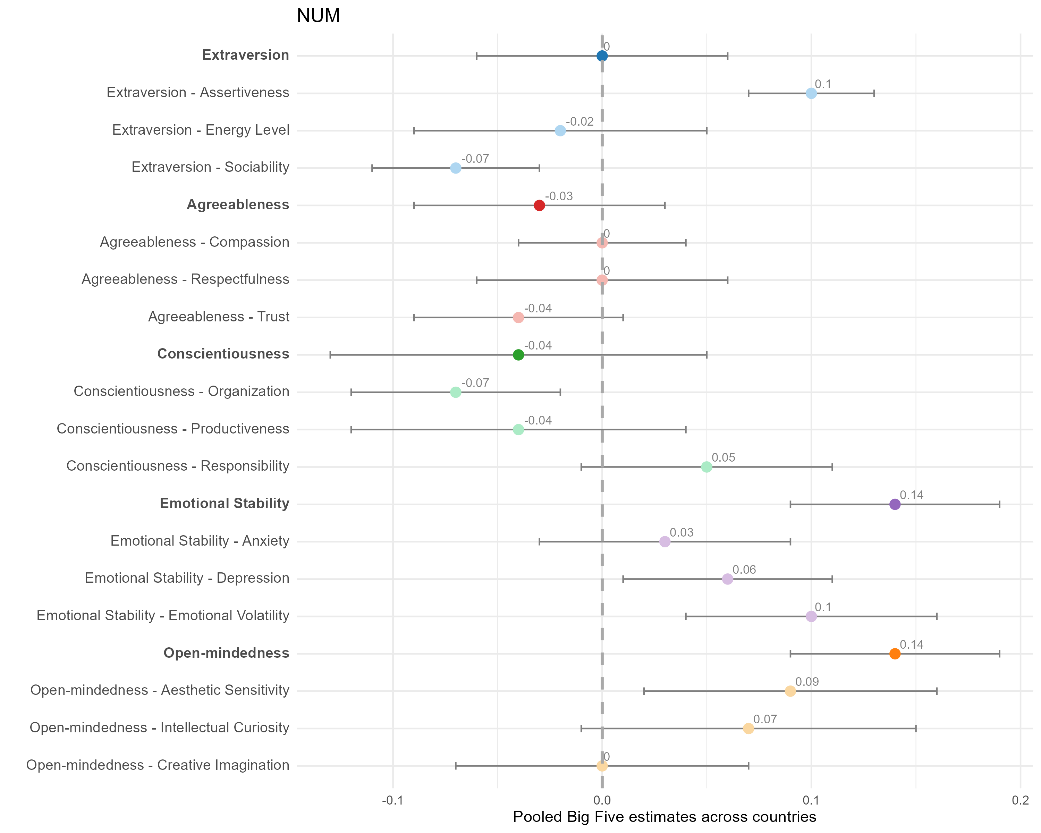 NUM
Extraversion
0
Extraversion - Assertiveness
0.1
Extraversion - Energy Level
-0.02
Extraversion - Sociability
-0.07
Agreeableness
-0.03
Agreeableness - Compassion
0
Agreeableness - Respectfulness
0
Agreeableness - Trust
-0.04
Conscientiousness
-0.04
Conscientiousness - Organization
-0.07
Conscientiousness - Productiveness
-0.04
Conscientiousness - Responsibility
0.05
Emotional Stability
0.14
Emotional Stability - Anxiety
0.03
Emotional Stability - Depression
0.06
Emotional Stability - Emotional Volatility
0.1
Open-mindedness
0.14
Open-mindedness - Aesthetic Sensitivity
0.09
Open-mindedness - Intellectual Curiosity
0.07
Open-mindedness - Creative Imagination
0
-0.1 0.0 0.1 0.2
Pooled Big Five estimates across countries